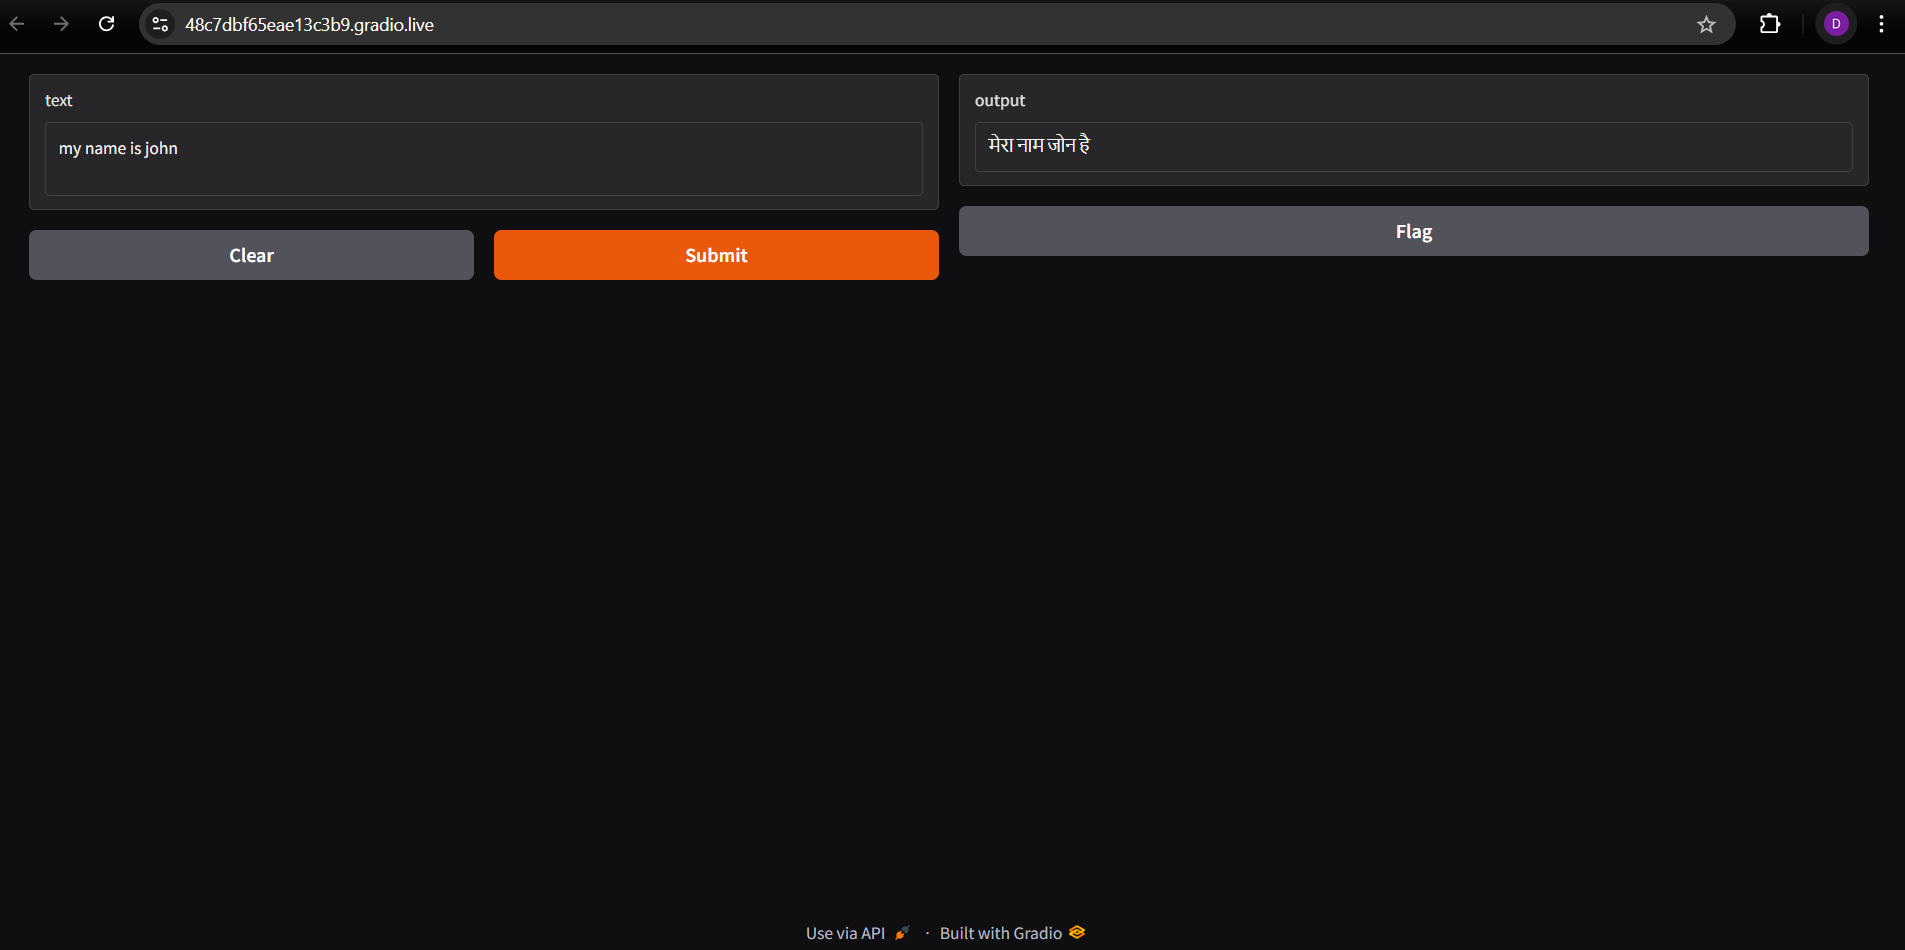 48c7dbf65eae13c3b9.gradio.live
D
text
my name is john
Clear
Submit
output
मेरा नाम जोन है
Flag
Use via API · Built with Gradio